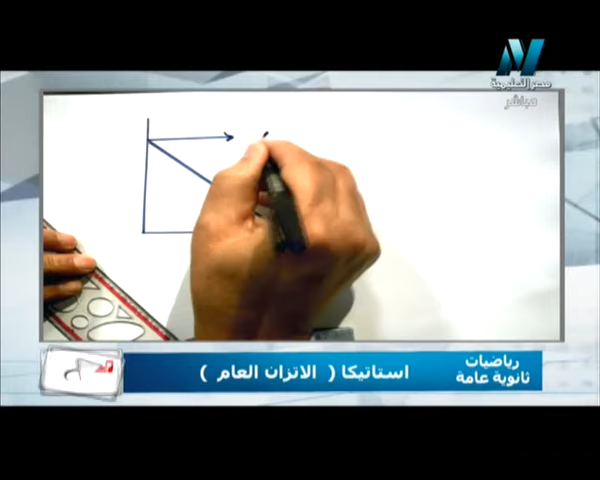 مصر التعليمية
مباشر
رياضيات
ثانوية عامة
استاتيكا ( الاتزان العام )